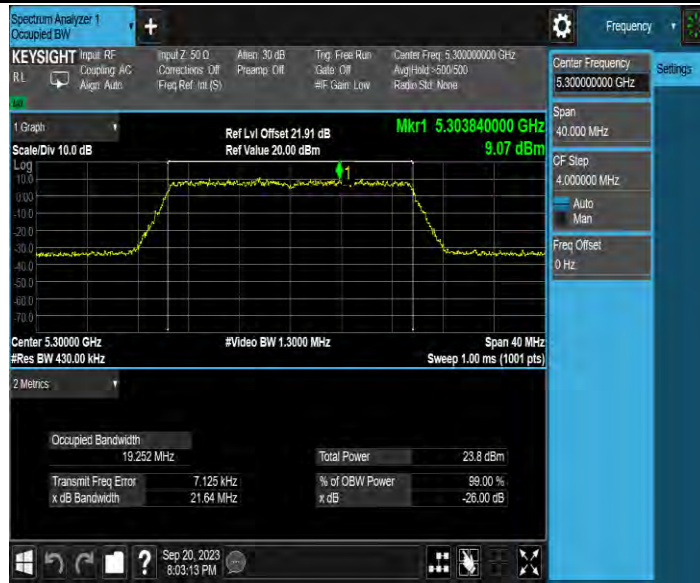 Spectrum Analyzer 1
Occupied BW
+
Frequency
KEYSIGHT Input: RF Input Z: 50 Ω Atten: 30 dB Trig: Free Run Center Freq: 5.300000000 GHz
RL Coupling: AC Corrections: Off Preamp: Off Gate: Off Avg|Hold: >500/500
Align: Auto Freq Ref: Int (S) #IF Gain: Low Radio Std: None
Center Frequency
5.300000000 GHz
Settings
Span
40.000 MHz
CF Step
4.000000 MHz
Auto
Man
Freq Offset
0 Hz
1 Graph
Ref Lvl Offset 21.91 dB
Mkr1 5.303840000 GHz
Scale/Div 10.0 dB
Ref Value 20.00 dBm
9.07 dBm
Log
10.0
0.00
-10.0
-20.0
-30.0
-40.0
-50.0
-60.0
-70.0
1
Center 5.30000 GHz #Video BW 1.3000 MHz Span 40 MHz
#Res BW 430.00 kHz Sweep 1.00 ms (1001 pts)
2 Metrics
Occupied Bandwidth
19.252 MHz
Total Power 23.8 dBm
Transmit Freq Error 7.125 kHz
% of OBW Power 99.00 %
x dB Bandwidth 21.64 MHz
x dB -26.00 dB
?
Sep 20, 2023
8:03:13 PM